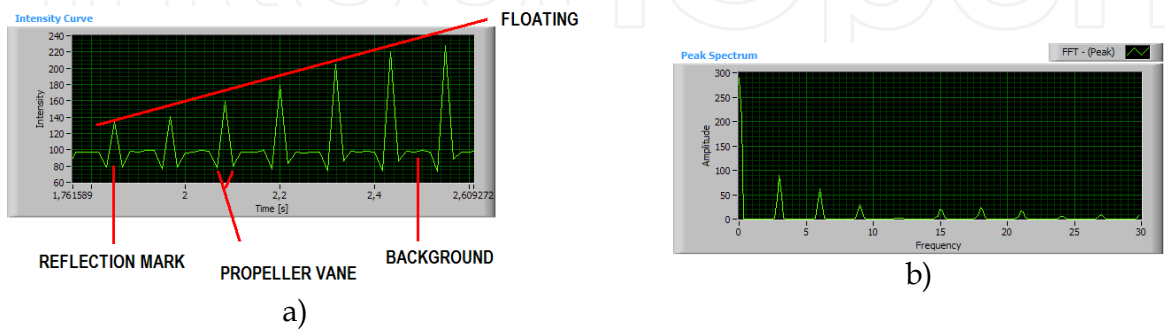 Intensity Curve
FLOATING
Intensity
240
220
200
180
160
140
120
100
80
60
1,761589
2
2,2
2,4
2,609272
Time [s]
REFLECTION MARK
PROPELLER VANE
BACKGROUND
a)
Peak Spectrum
FFT - (Peak)
Amplitude
300
250
200
150
100
50
0
0
5
10
15
20
25
30
Frequency
b)